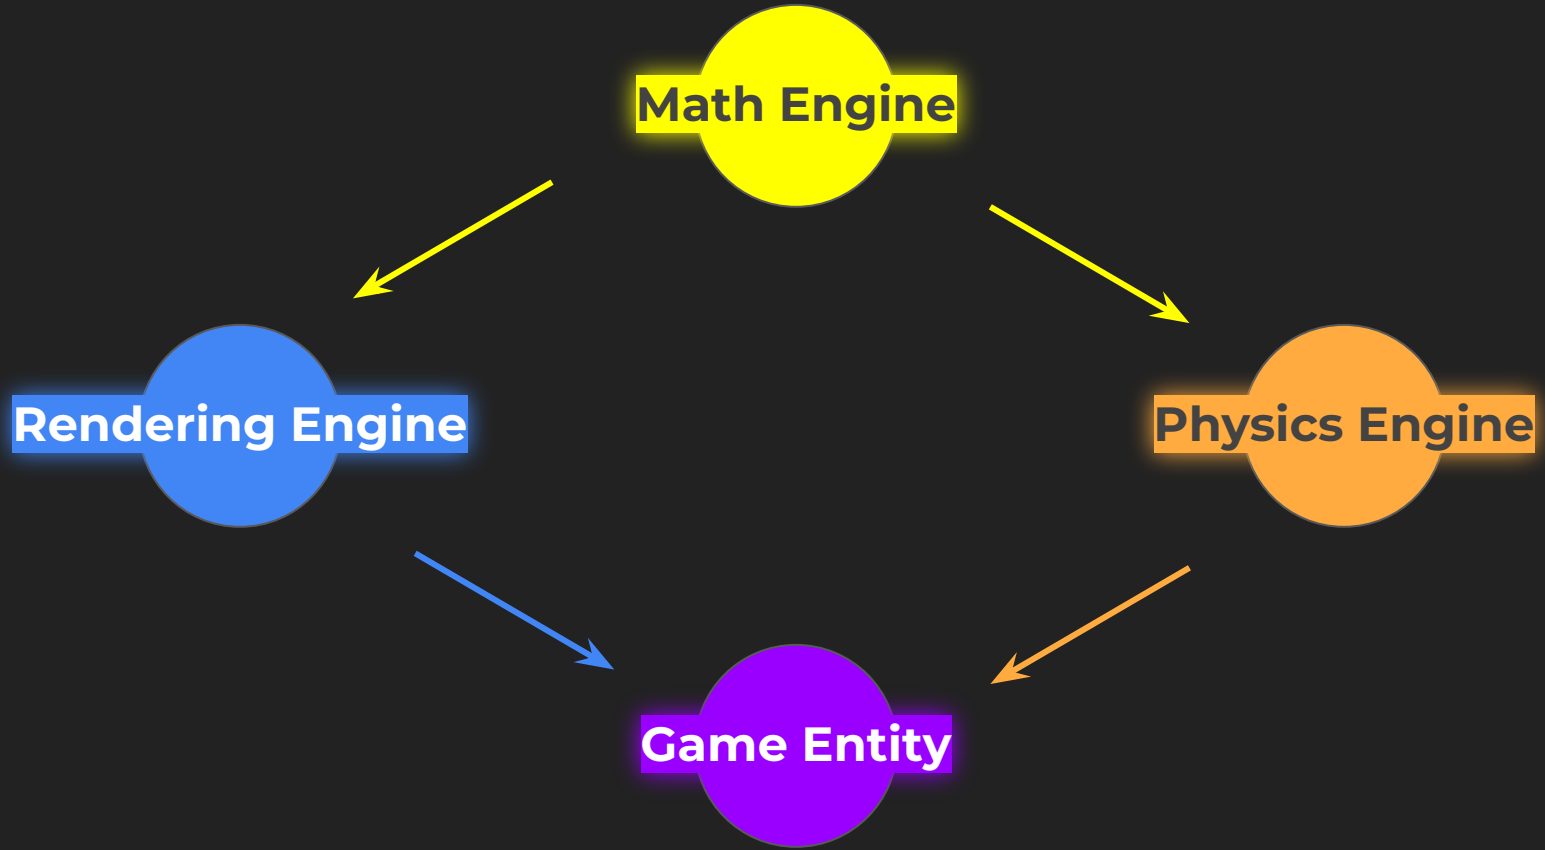 Math Engine
Rendering Engine
Physics Engine
Game Entity